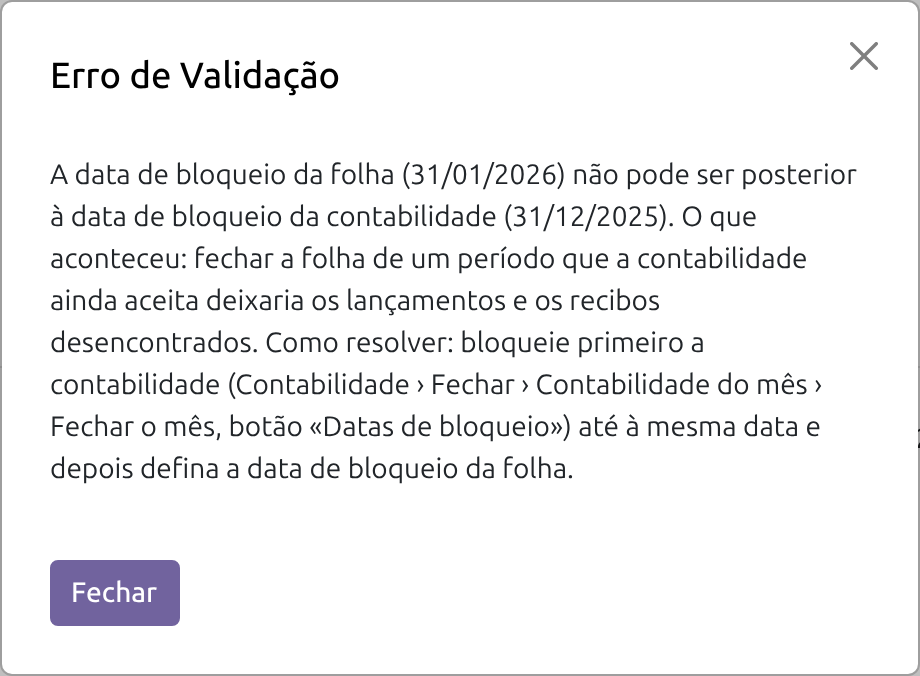 Erro de Validação
A data de bloqueio da folha (31/01/2026) não pode ser posterior
à data de bloqueio da contabilidade (31/12/2025). O que
aconteceu: fechar a folha de um período que a contabilidade
ainda aceita deixaria os lançamentos e os recibos
desencontrados. Como resolver: bloqueie primeiro a
contabilidade (Contabilidade › Fechar › Contabilidade do mês ›
Fechar o mês, botão «Datas de bloqueio») até à mesma data e
depois defina a data de bloqueio da folha.
Fechar